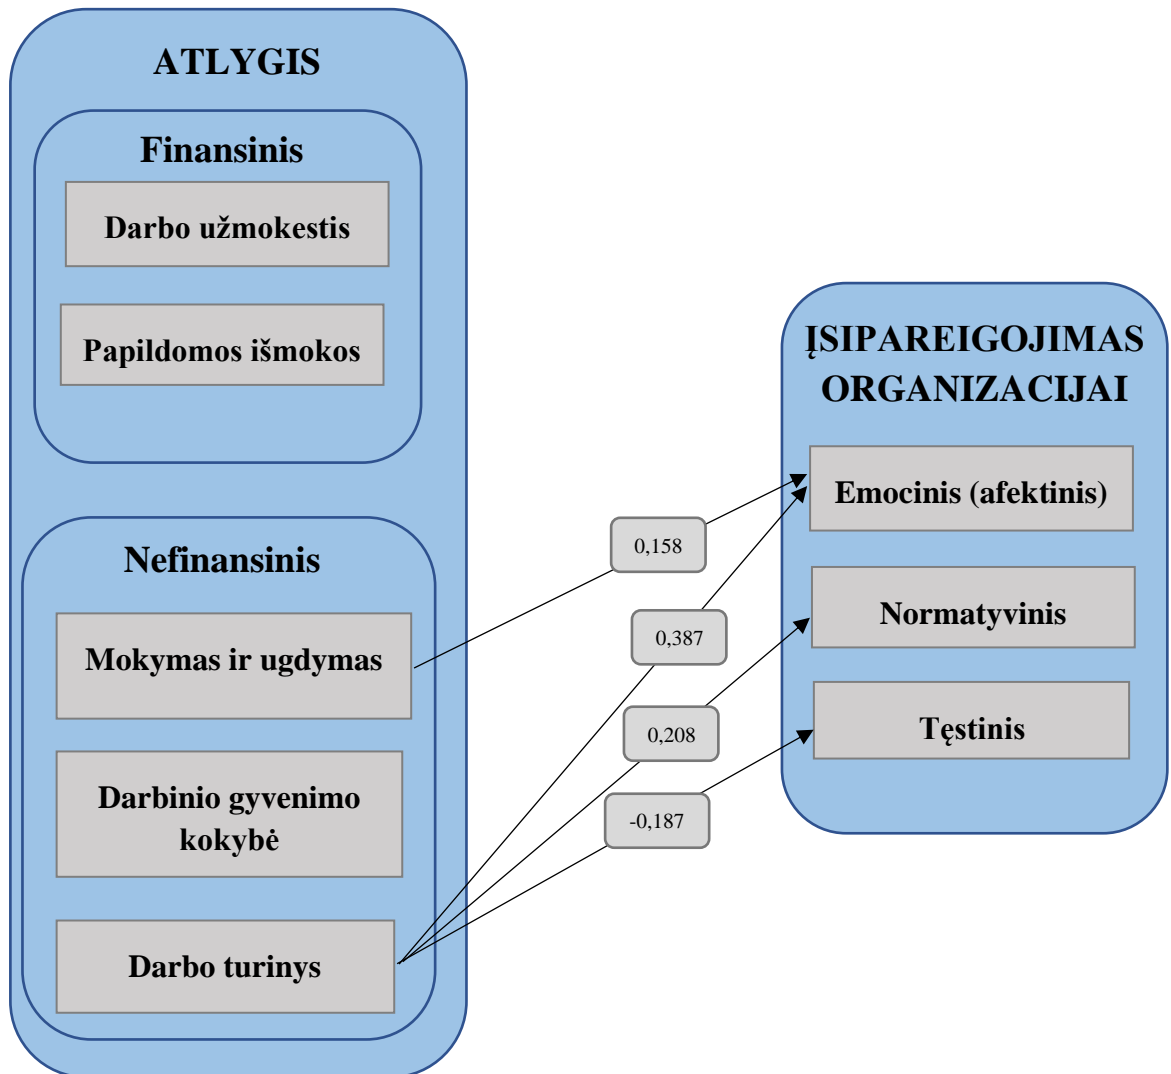 ATLYGIS
Finansinis
Darbo užmokestis
Papildomos išmokos
Nefinansinis
Mokymas ir ugdymas
Darbinio gyvenimo
kokybė
Darbo turinys
0,158
0,387
0,208
-0,187
ĮSIPAREIGOJIMAS
ORGANIZACIJAI
Emocinis (afektinis)
Normatyvinis
Tęstinis